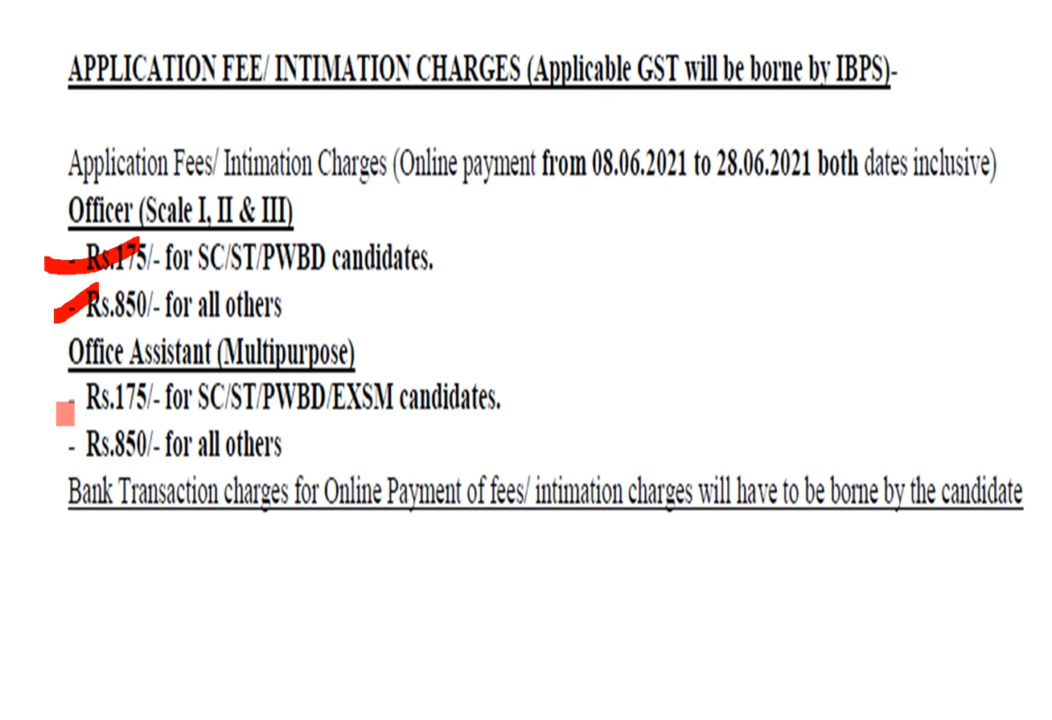 APPLICATION FEE/ INTIMATION CHARGES (Applicable GST will be borne by IBPS)-
Application Fees/ Intimation Charges (Online payment from 08.06.2021 to 28.06.2021 both dates inclusive)
Officer (Scale I, II & III)
- Rs.175/- for SC/ST/PWBD candidates.
- Rs.850/- for all others
Office Assistant (Multipurpose)
- Rs.175/- for SC/ST/PWBD/EXSM candidates.
- Rs.850/- for all others
Bank Transaction charges for Online Payment of fees/ intimation charges will have to be borne by the candidate